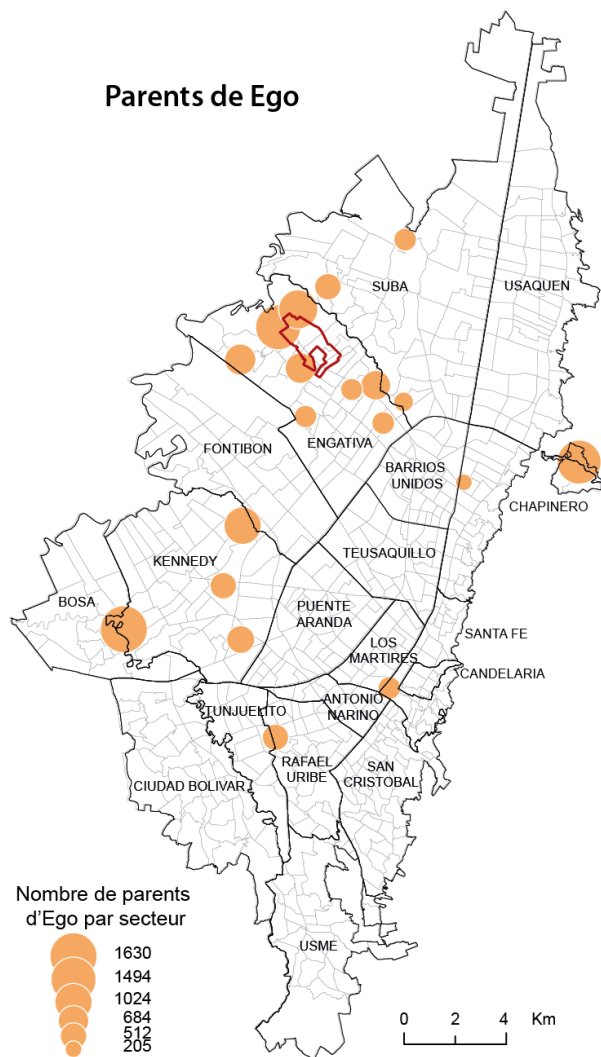 Parents de Ego
SUBA
USAQUEN
ENGATIVA
FONTIBON
BARRIOS
UNIDOS
CHAPINERO
TEUSAQUILLO
KENNEDY
BOSA
PUENTE
ARANDA
LOS
MARTIRES
SANTA FE
CANDELARIA
ANTONIO
NARINO
TUNJUELITO
RAFAEL
URIBE
SAN
CRISTOBAL
CIUDAD BOLIVAR
USME
Nombre de parents
d'Ego par secteur
1630
1494
1024
684
512
205
0 2 4 Km